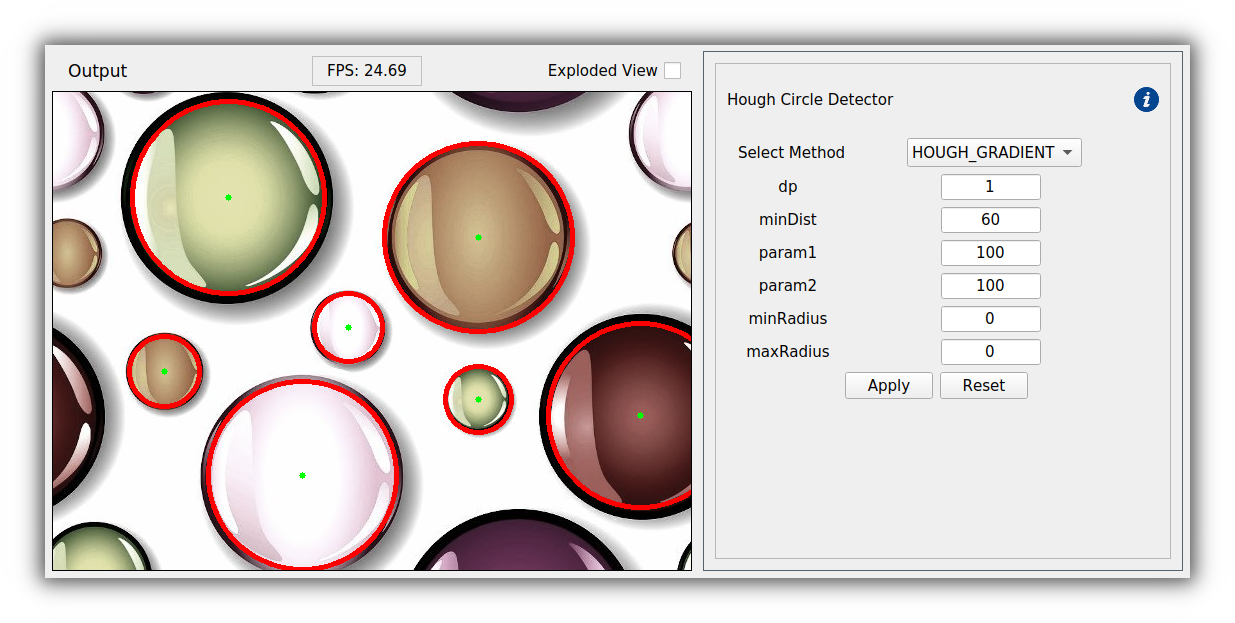 Output
FPS: 24.69
Exploded View
Hough Circle Detector
i
Select Method
HOUGH_GRADIENT
dp
1
minDist
60
param1
100
param2
100
minRadius
0
maxRadius
0
Apply
Reset